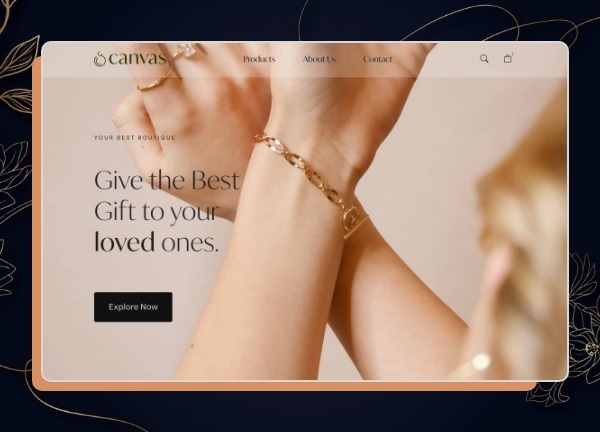 canvas
Products
About Us
Contact
YOUR BEST BOUTIQUE
Give the Best
Gift to your
loved ones.
Explore Now